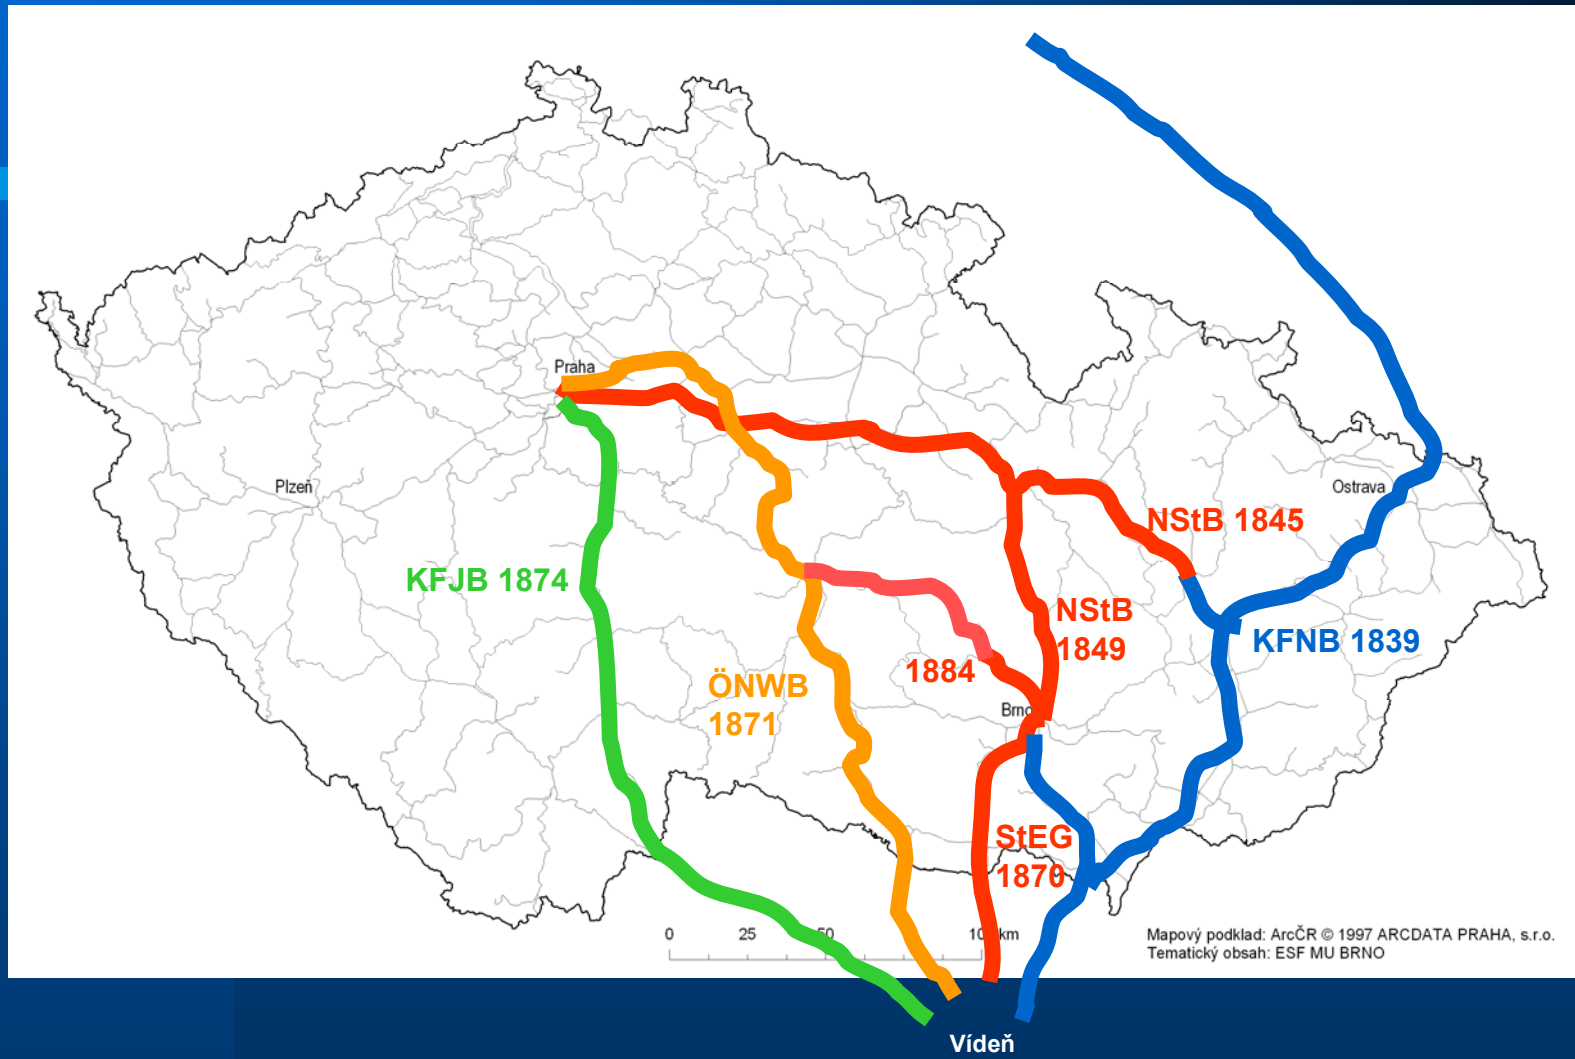 Praha
Plzeň
Ostrava
NStB 1845
KFJB 1874
NStB
1849
KFNB 1839
1884
ÖNWB
1871
Brno
StEG
1870
0 25 50 100 km
Mapový podklad: ArcČR © 1997 ARCDATA PRAHA, s.r.o.
Tematický obsah: ESF MU BRNO
Vídeň